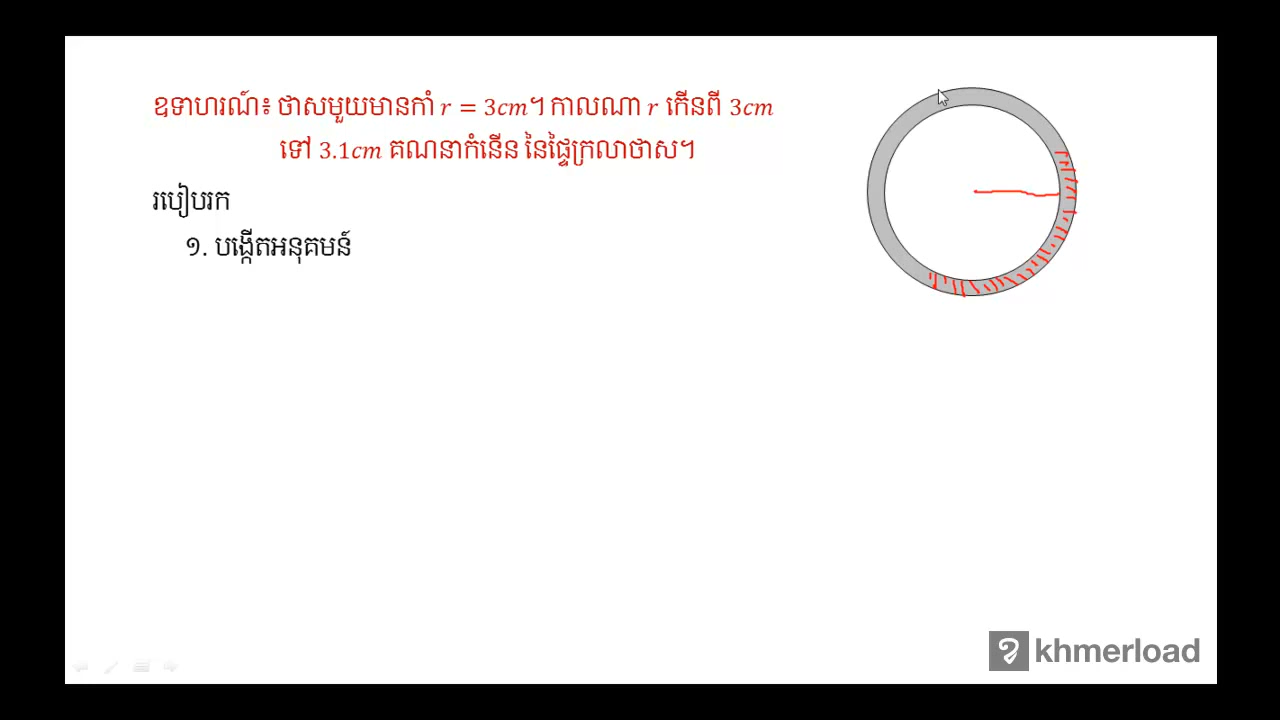 ឧទាហរណ៍៖ ថាសមួយមានកាំ r = 3cm។ កាលណា r កើនពី 3cm
ទៅ 3.1cm គណនាកំនើន នៃផ្ទៃក្រលាថាស។
របៀបរក
១. បង្កើតអនុគមន៍
khmerload